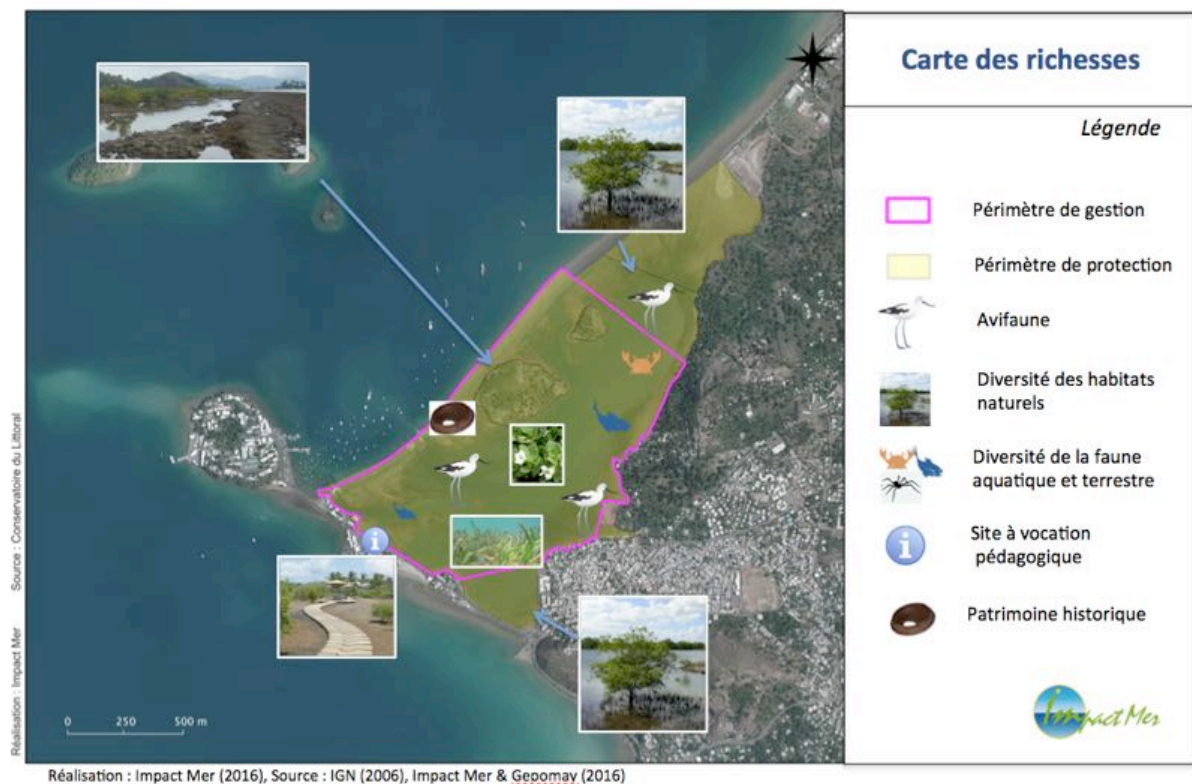 Carte des richesses
Légende
Périmètre de gestion
Périmètre de protection
Avifaune
Diversité des habitats
naturels
Diversité de la faune
aquatique et terrestre
i
Site à vocation
pédagogique
Patrimoine historique
Impact Mer
i
0 250 500 m
Source : Conservatoire du Littoral
Réalisation : Impact Mer
Réalisation : Impact Mer (2016), Source : IGN (2006), Impact Mer & Gepomay (2016)